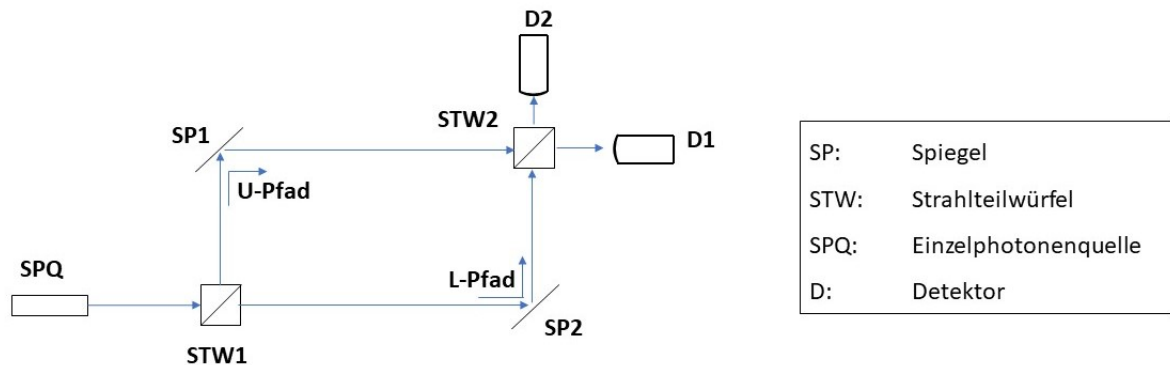 D2
STW2
SP1
D1
U-Pfad
SPQ
L-Pfad
SP2
STW1
SP: Spiegel
STW: Strahlteilwürfel
SPQ: Einzelphotonenquelle
D: Detektor